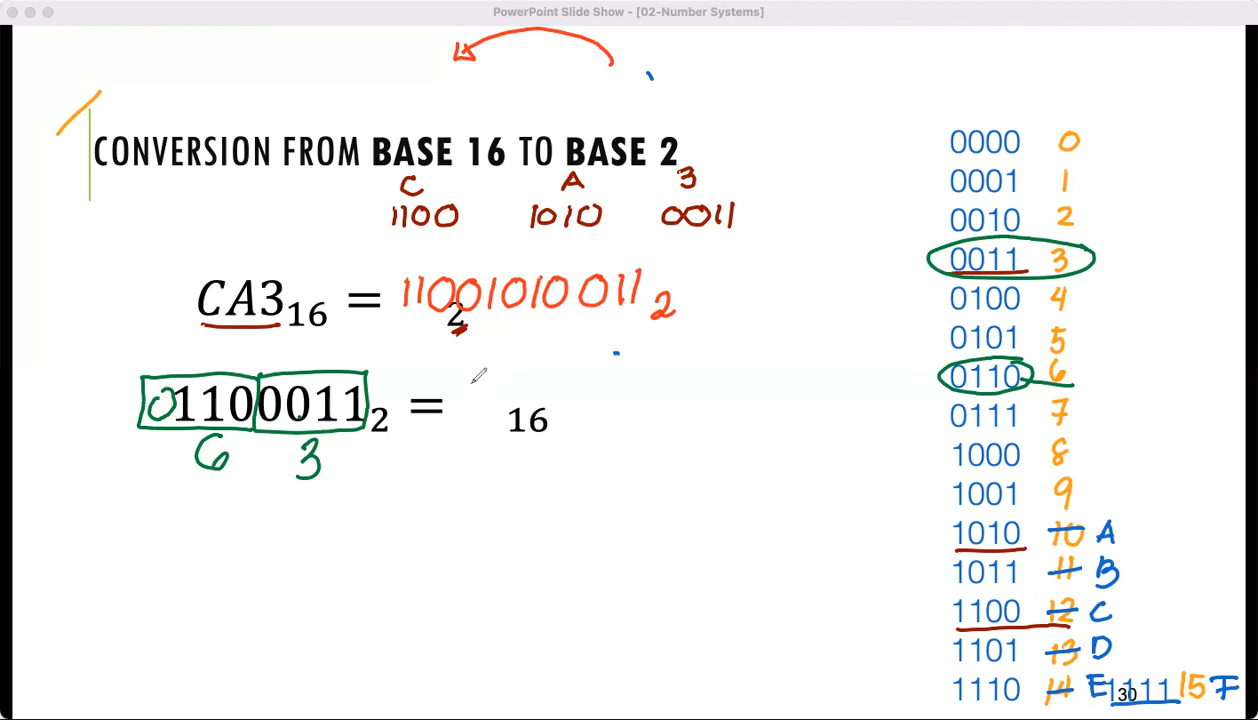 PowerPoint Slide Show - [02-Number Systems]
CONVERSION FROM BASE 16 TO BASE 2
C A 3
1100 1010 0011
CA3₁₆ = 110010100011₂
2
01100011₂ = 16
6 3
0000 0
0001 1
0010 2
0011 3
0100 4
0101 5
0110 6
0111 7
1000 8
1001 9
1010 10 A
1011 11 B
1100 12 C
1101 13 D
1110 14 E 1111 15 F
30